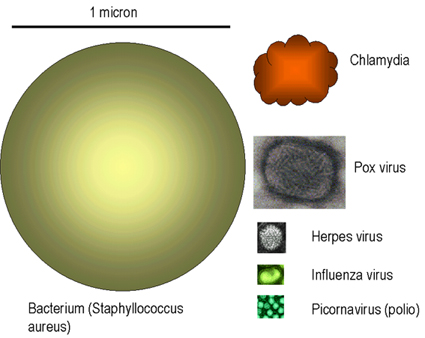 1 micron
Chlamydia
Pox virus
Herpes virus
Influenza virus
Picornavirus (polio)
Bacterium (Staphyllococcus
aureus)